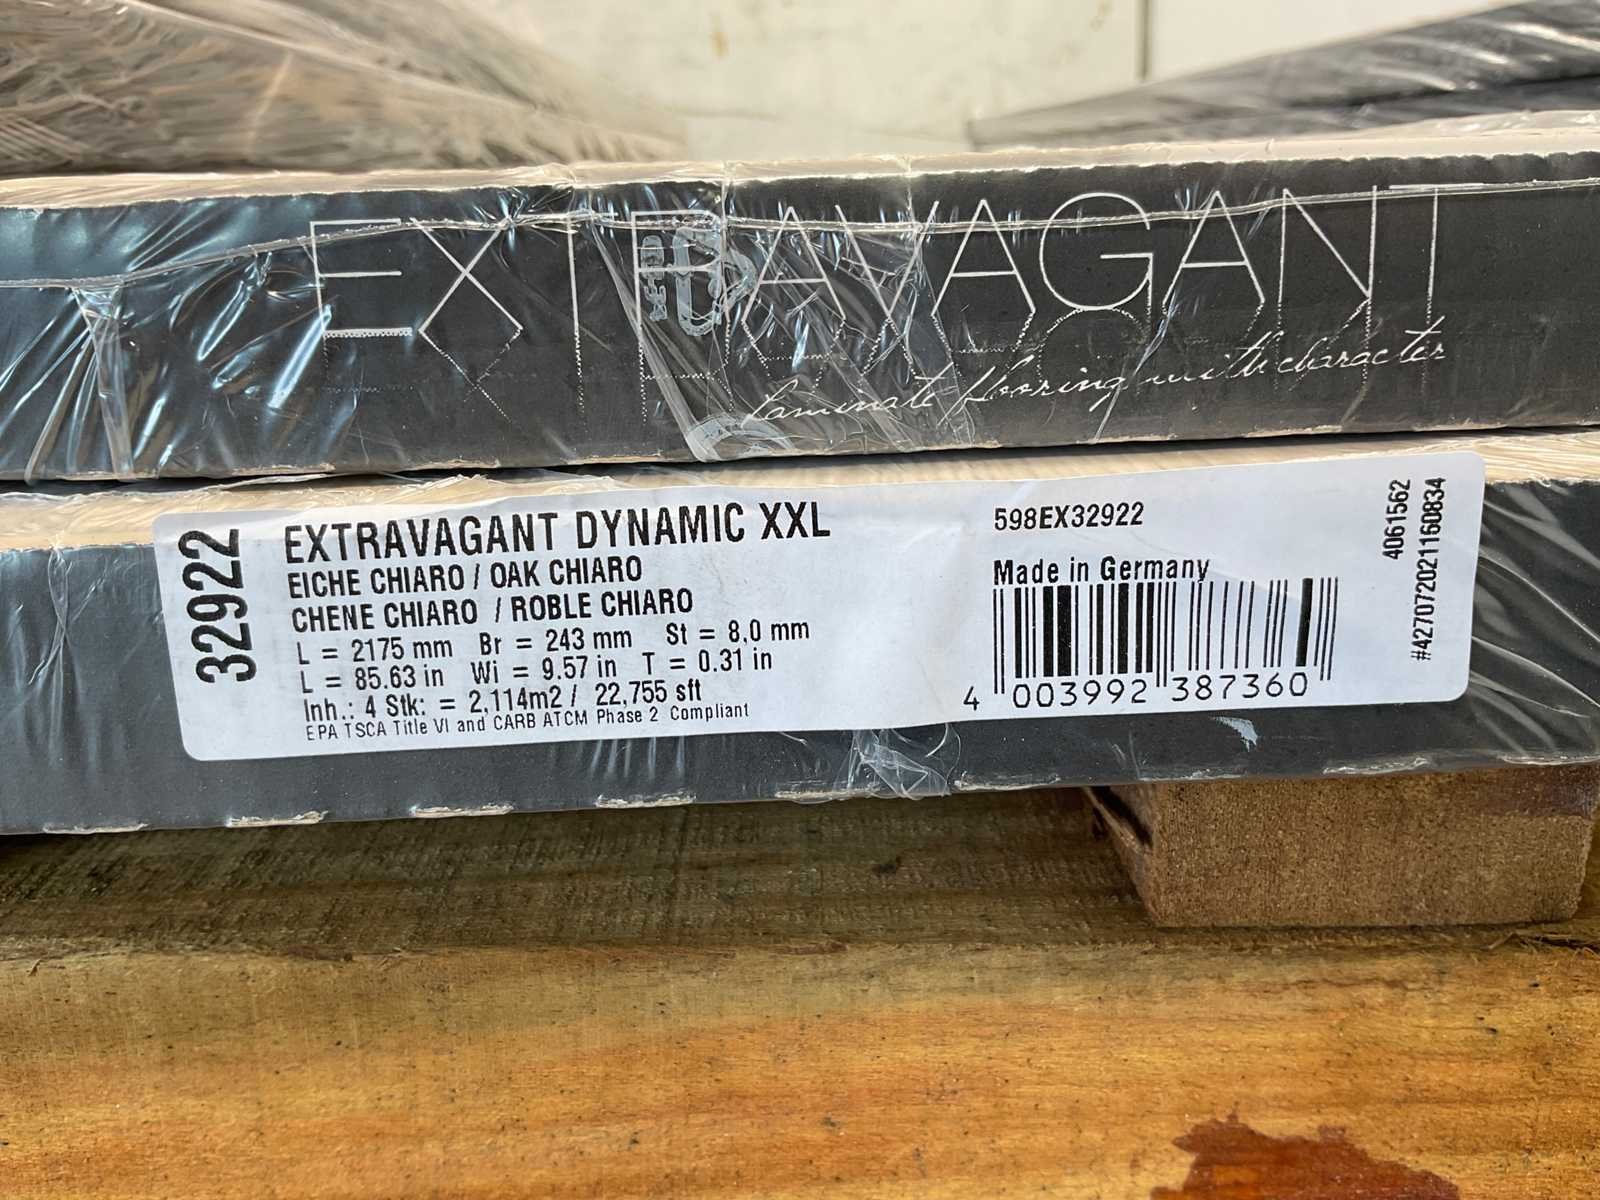 EXTRAVAGANT
laminate flooring with character
32922
EXTRAVAGANT DYNAMIC XXL
EICHE CHIARO / OAK CHIARO
CHENE CHIARO / ROBLE CHIARO
L = 2175 mm Br = 243 mm St = 8,0 mm
L = 85.63 in Wi = 9.57 in T = 0.31 in
Inh.: 4 Stk: = 2,114m2 / 22,755 sft
EPA TSCA Title VI and CARB ATCM Phase 2 Compliant
598EX32922
Made in Germany
4 003992 387360
4061562
#4270720211160834